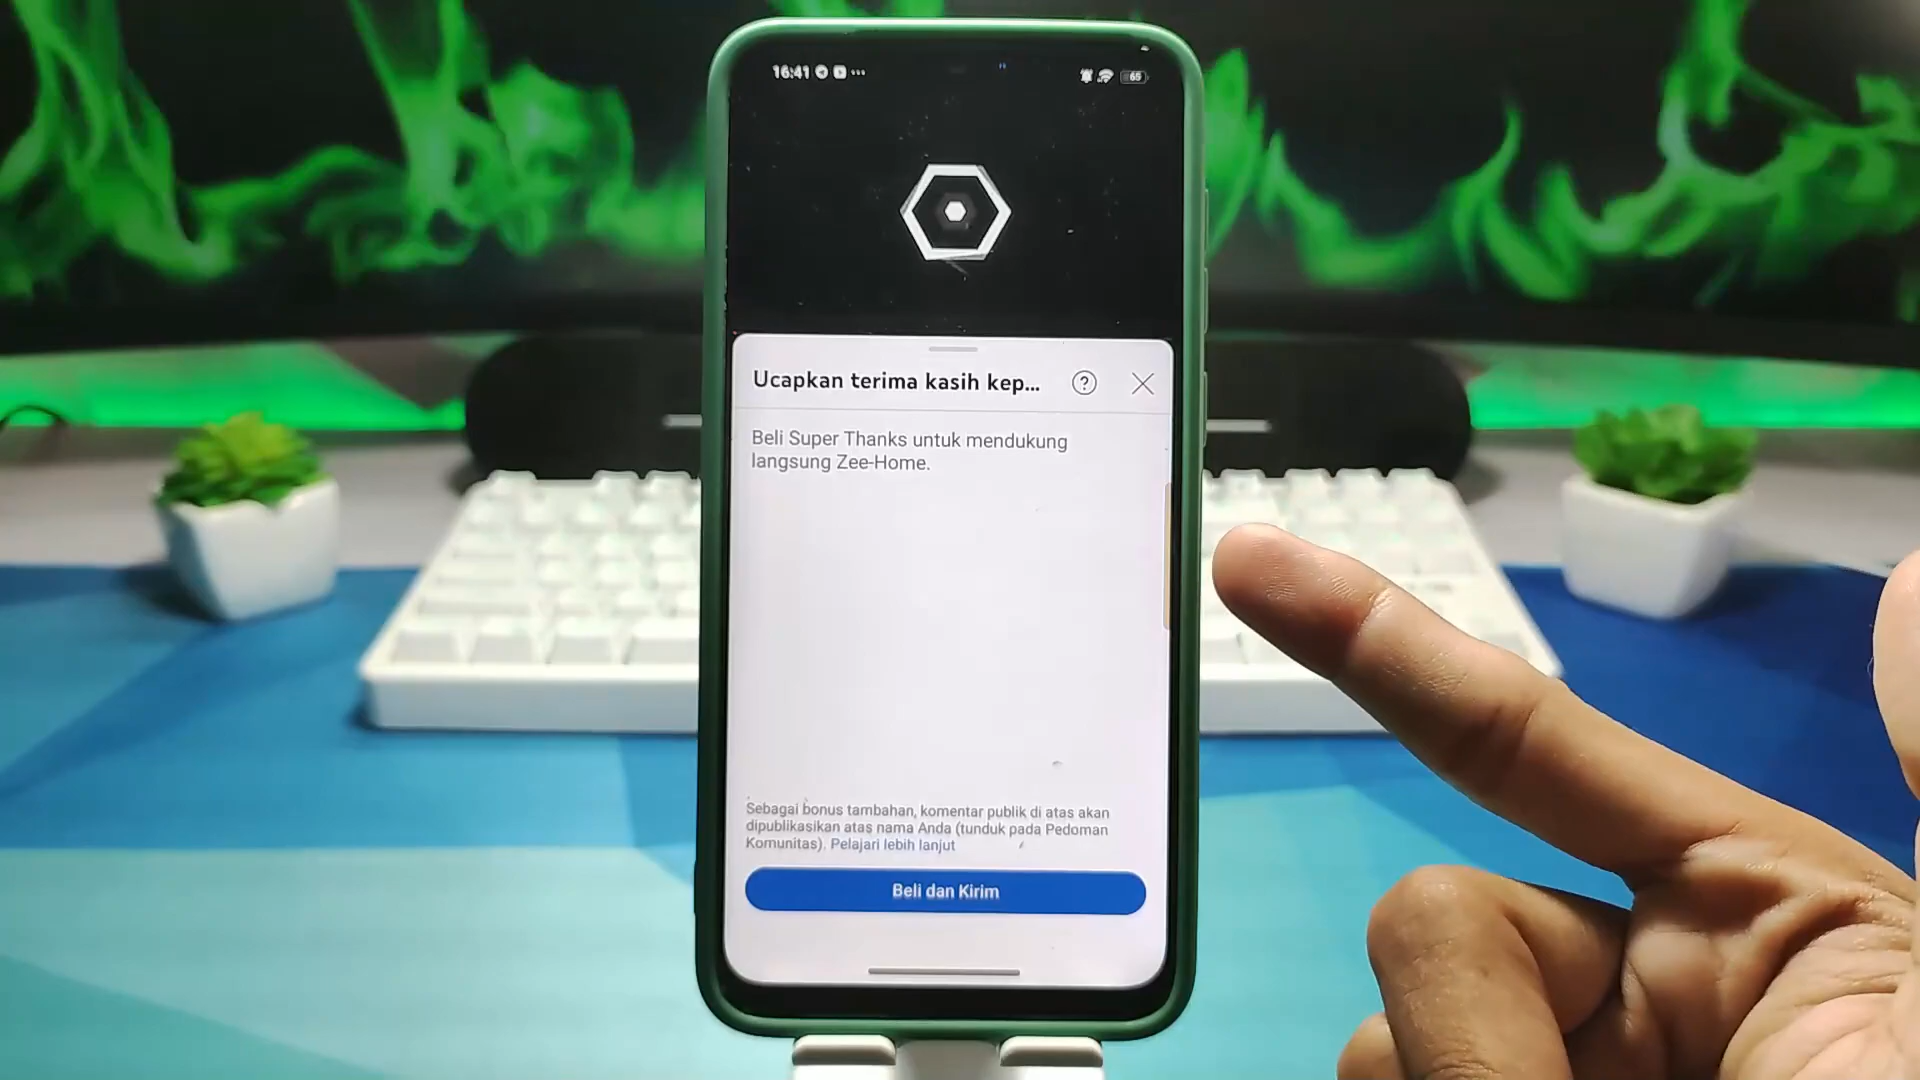 16:41
65
Ucapkan terima kasih kep...
Beli Super Thanks untuk mendukung
langsung Zee-Home.
Sebagai bonus tambahan, komentar publik di atas akan
dipublikasikan atas nama Anda (tunduk pada Pedoman
Komunitas). Pelajari lebih lanjut
Beli dan Kirim